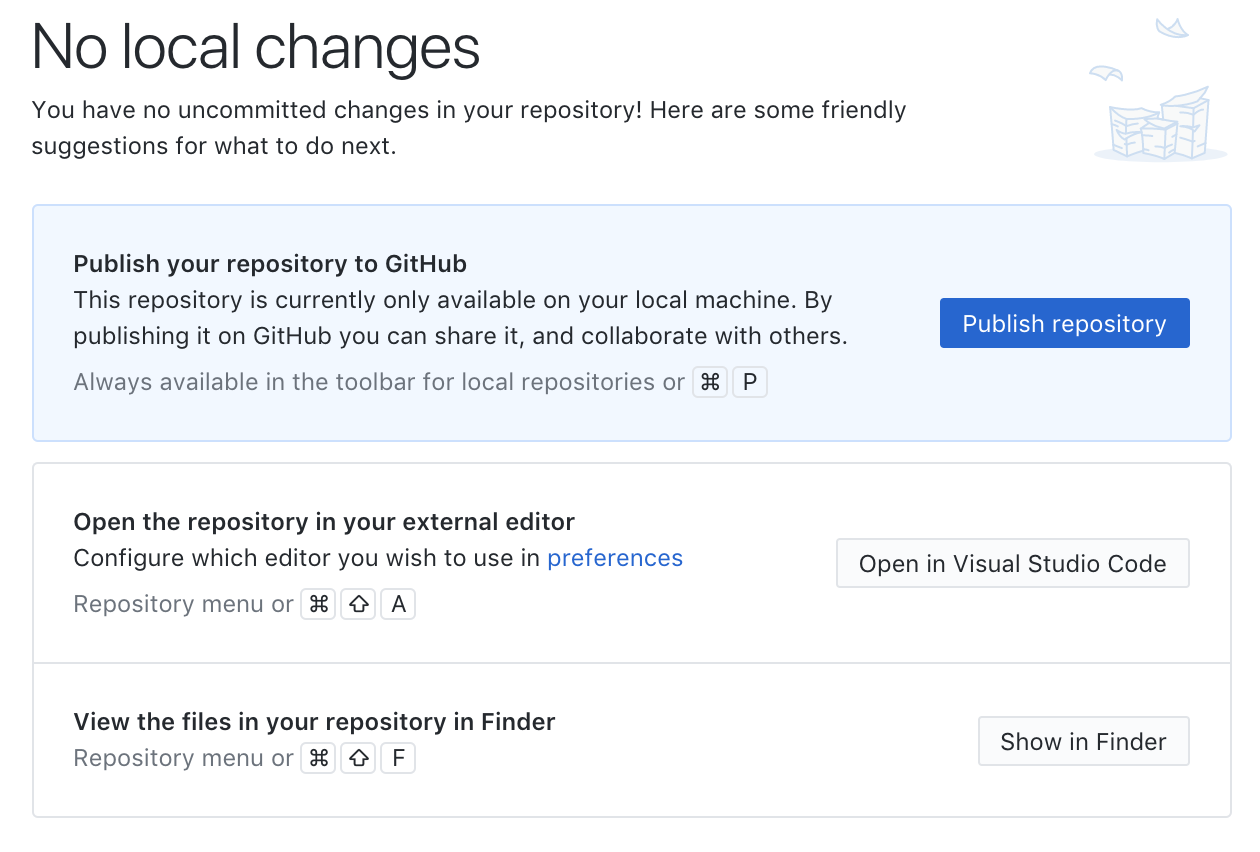 No local changes
You have no uncommitted changes in your repository! Here are some friendly
suggestions for what to do next.
Publish your repository to GitHub
This repository is currently only available on your local machine. By
publishing it on GitHub you can share it, and collaborate with others.
Publish repository
Always available in the toolbar for local repositories or ⌘ P
Open the repository in your external editor
Configure which editor you wish to use in preferences
Open in Visual Studio Code
Repository menu or ⌘ ⇧ A
View the files in your repository in Finder
Show in Finder
Repository menu or ⌘ ⇧ F